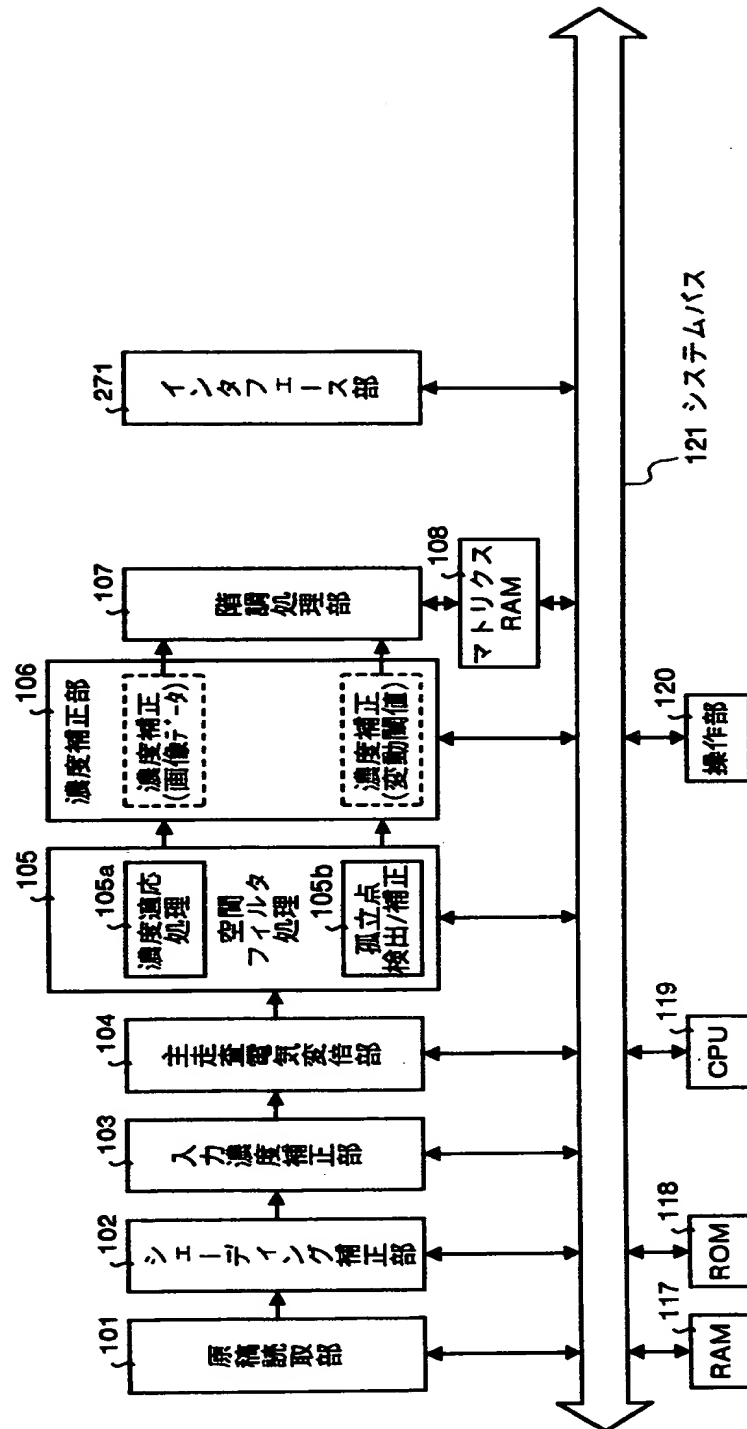 101
原稿読取部
102
シェーディング補正部
103
入力濃度補正部
104
主走査電気変倍部
105
105a
濃度適応
処理
空間
フィルタ
処理
105b
孤立点
検出/補正
106
濃度補正部
濃度補正
(画像データ)
濃度補正
(変動閾値)
107
階調処理部
108
マトリクス
RAM
271
インタフェース部
121 システムバス
117
RAM
118
ROM
119
CPU
120
操作部